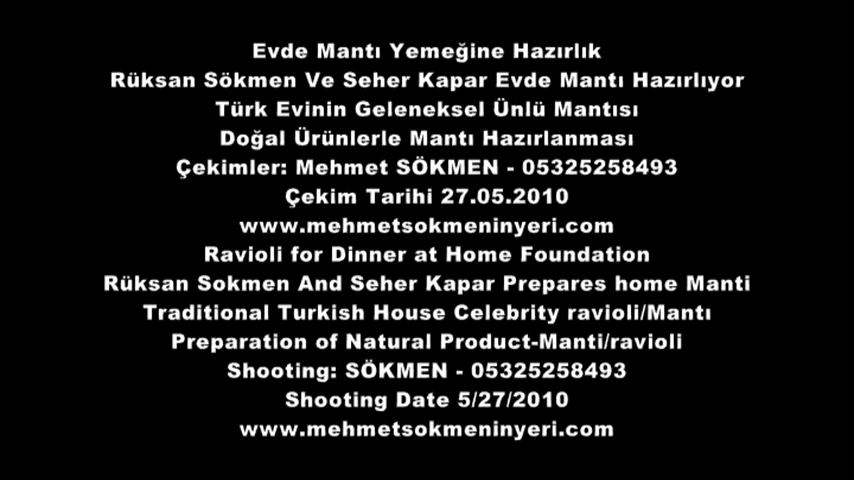 Evde Mantı Yemeğine Hazırlık
Rüksan Sökmen Ve Seher Kapar Evde Mantı Hazırlıyor
Türk Evinin Geleneksel Ünlü Mantısı
Doğal Ürünlerle Mantı Hazırlanması
Çekimler: Mehmet SÖKMEN - 05325258493
Çekim Tarihi 27.05.2010
www.mehmetsokmeninyeri.com
Ravioli for Dinner at Home Foundation
Rüksan Sokmen And Seher Kapar Prepares home Manti
Traditional Turkish House Celebrity ravioli/Mantı
Preparation of Natural Product-Manti/ravioli
Shooting: SÖKMEN - 05325258493
Shooting Date 5/27/2010
www.mehmetsokmeninyeri.com